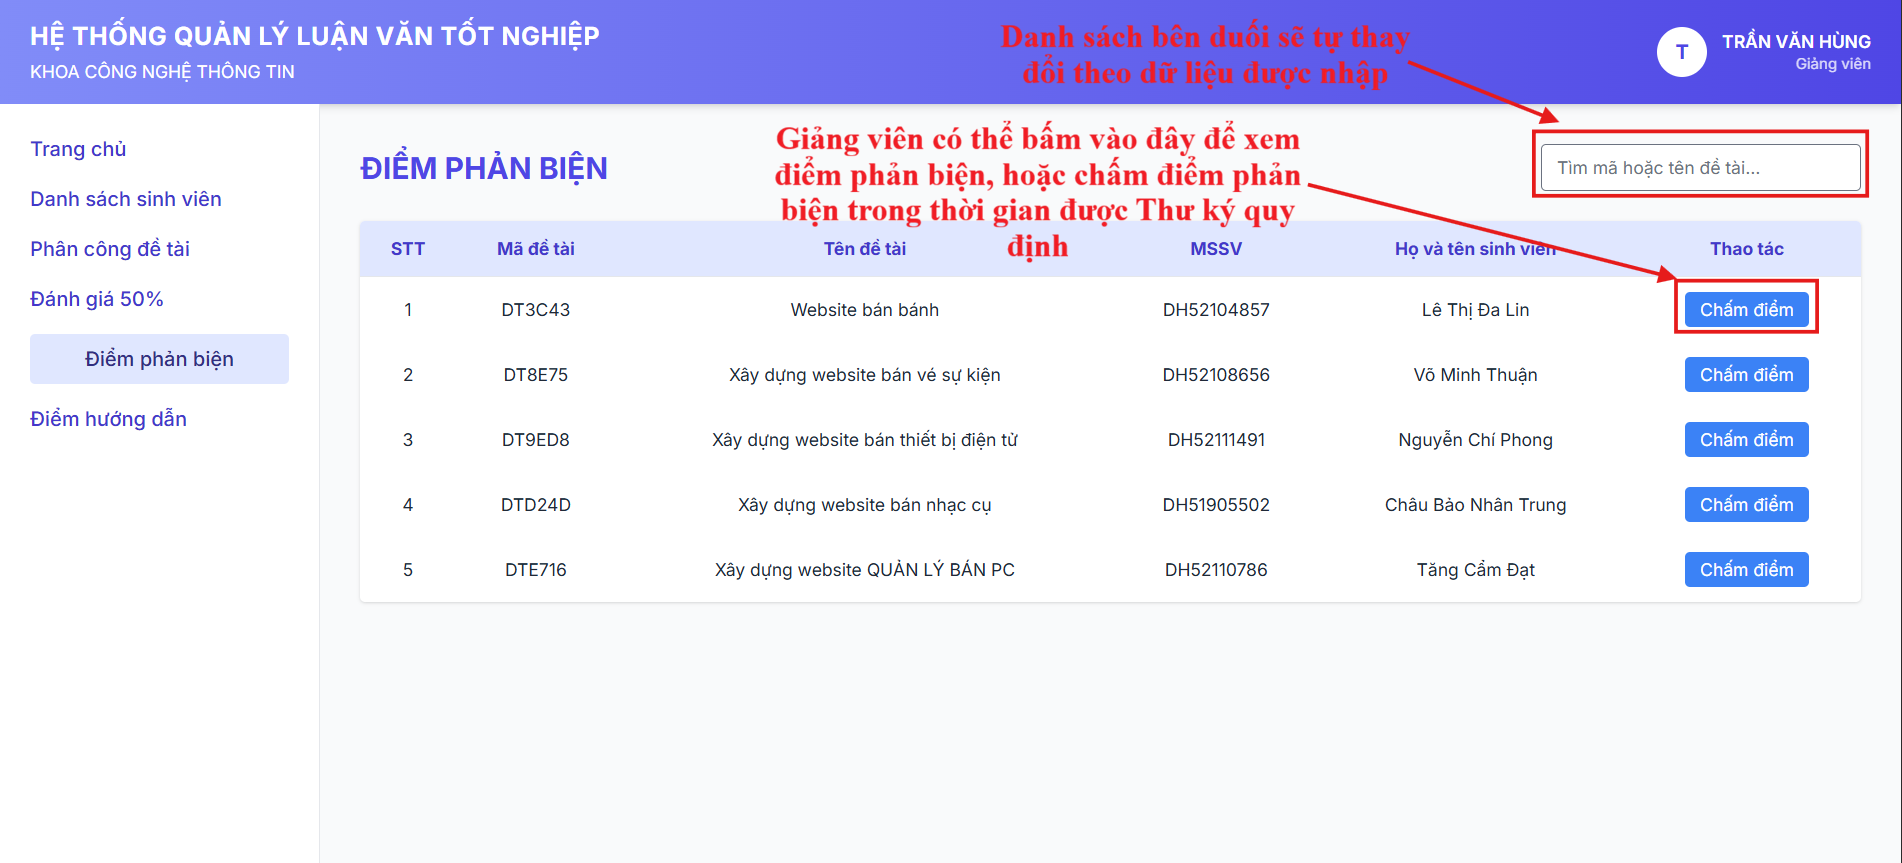 HỆ THỐNG QUẢN LÝ LUẬN VĂN TỐT NGHIỆP
KHOA CÔNG NGHỆ THÔNG TIN
Danh sách bên duối sẽ tự thay
đổi theo dữ liệu được nhập
T
TRẦN VĂN HÙNG
Giảng viên
Trang chủ
Danh sách sinh viên
Phân công đề tài
Đánh giá 50%
Điểm phản biện
Điểm hướng dẫn
ĐIỂM PHẢN BIỆN
Giảng viên có thể bấm vào đây để xem
điểm phản biện, hoặc chấm điểm phản
biện trong thời gian được Thư ký quy
định
Tìm mã hoặc tên đề tài...
STT Mã đề tài Tên đề tài MSSV Họ và tên sinh viên Thao tác
1 DT3C43 Website bán bánh DH52104857 Lê Thị Đa Lin Chấm điểm
2 DT8E75 Xây dựng website bán vé sự kiện DH52108656 Võ Minh Thuận Chấm điểm
3 DT9ED8 Xây dựng website bán thiết bị điện tử DH52111491 Nguyễn Chí Phong Chấm điểm
4 DTD24D Xây dựng website bán nhạc cụ DH51905502 Châu Bảo Nhân Trung Chấm điểm
5 DTE716 Xây dựng website QUẢN LÝ BÁN PC DH52110786 Tăng Cẩm Đạt Chấm điểm